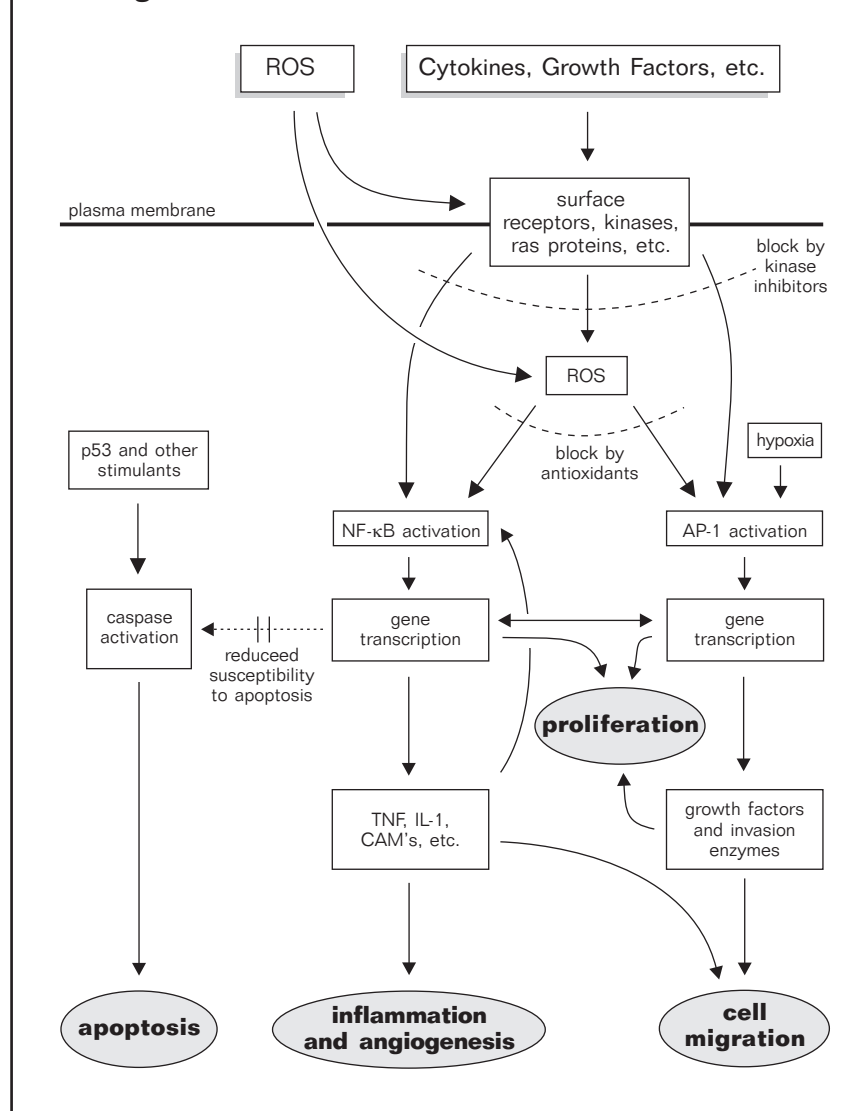 ROS
Cytokines, Growth Factors, etc.
plasma membrane
surface
receptors, kinases,
ras proteins, etc.
block by
kinase
inhibitors
ROS
block by
antioxidants
hypoxia
p53 and other
stimulants
NF-κB activation
AP-1 activation
caspase
activation
reduceed
susceptibility
to apoptosis
gene
transcription
gene
transcription
proliferation
TNF, IL-1,
CAM's, etc.
growth factors
and invasion
enzymes
apoptosis
inflammation
and angiogenesis
cell
migration